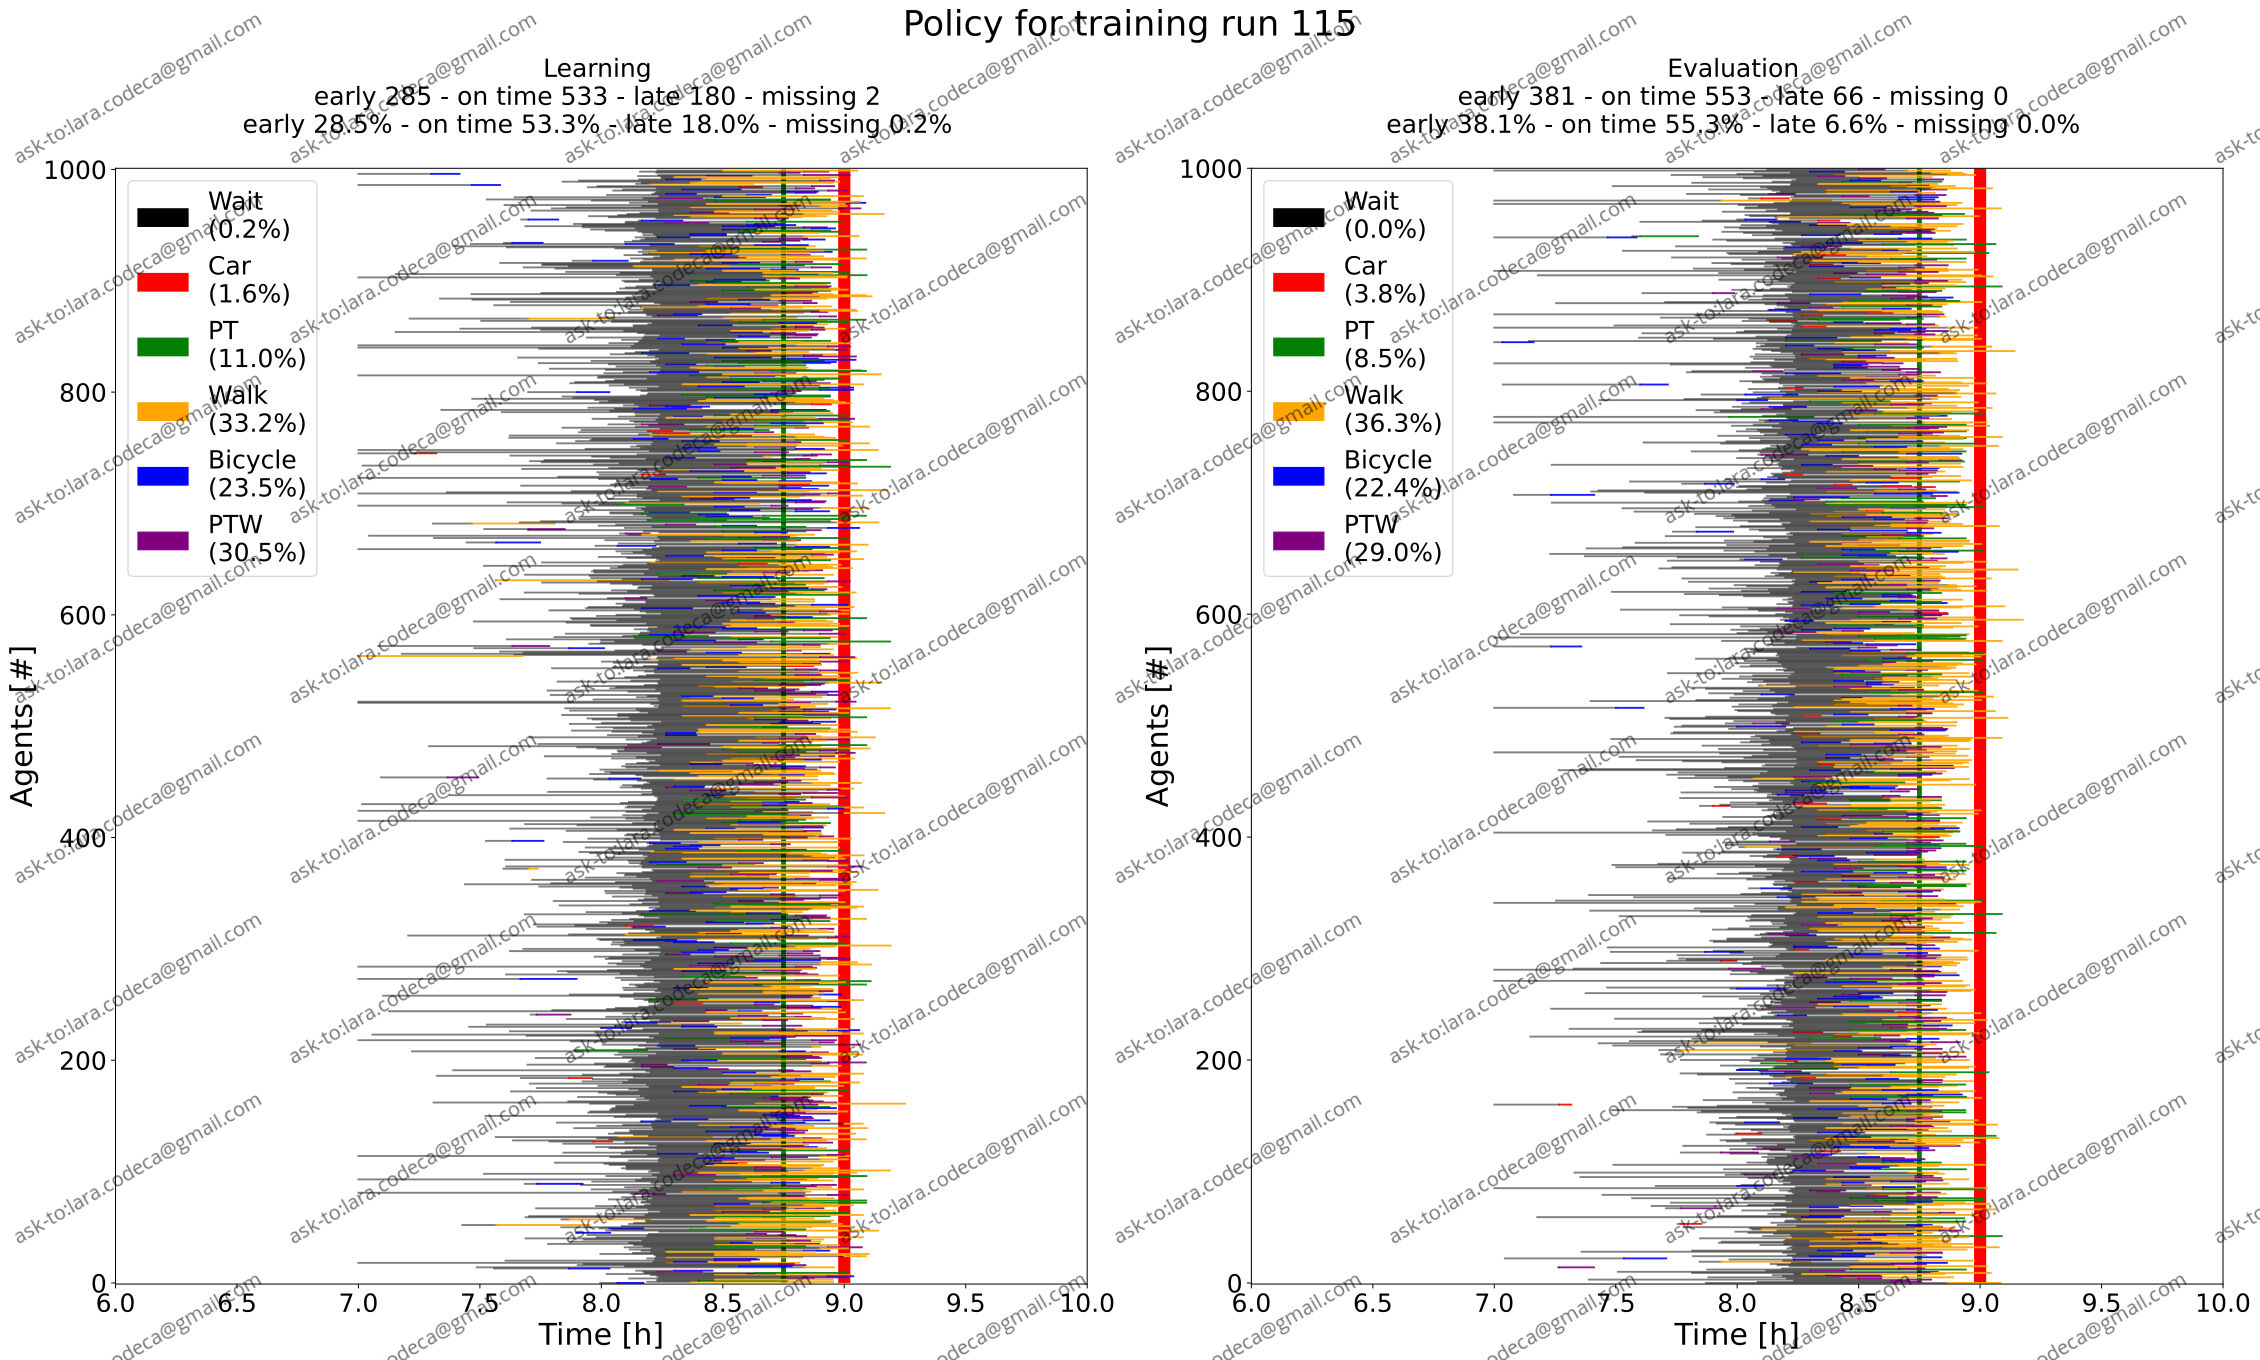 Policy for training run 115
Learning
early 285 - on time 533 - late 180 - missing 2
early 28.5% - on time 53.3% - late 18.0% - missing 0.2%
Evaluation
early 381 - on time 553 - late 66 - missing 0
early 38.1% - on time 55.3% - late 6.6% - missing 0.0%
Agents [#]
1000
800
600
400
200
0
Wait
(0.2%)
Car
(1.6%)
PT
(11.0%)
Walk
(33.2%)
Bicycle
(23.5%)
PTW
(30.5%)
6.0 6.5 7.0 7.5 8.0 8.5 9.0 9.5 10.0
Time [h]
Agents [#]
1000
800
600
400
200
0
Wait
(0.0%)
Car
(3.8%)
PT
(8.5%)
Walk
(36.3%)
Bicycle
(22.4%)
PTW
(29.0%)
6.0 6.5 7.0 7.5 8.0 8.5 9.0 9.5 10.0
Time [h]
ask-to:lara.codeca@gmail.com